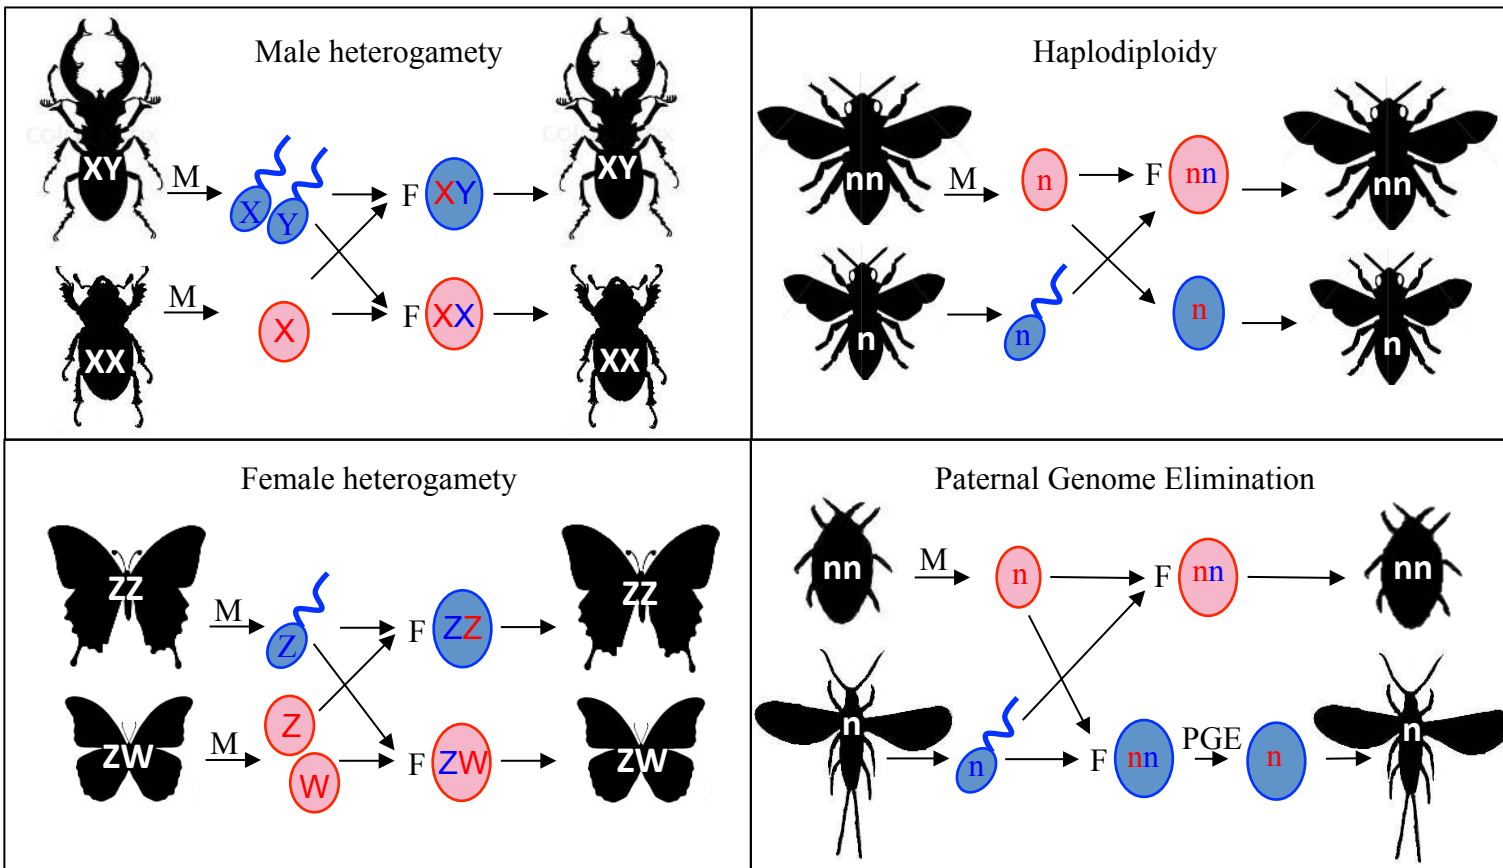 Male heterogamety
XY
M
X
Y
F
XY
XY
XX
M
X
F
XX
XX
Haplodiploidy
nn
M
n
F
nn
nn
n
n
n
n
Female heterogamety
ZZ
M
Z
F
ZZ
ZZ
ZW
M
Z
W
F
ZW
ZW
Paternal Genome Elimination
nn
M
n
F
nn
nn
n
n
F
nn
PGE
n
n